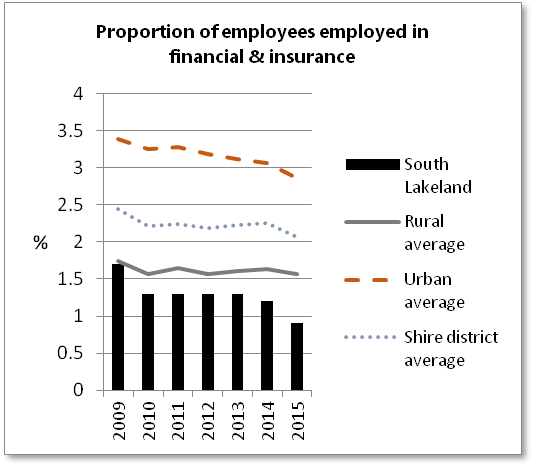 Proportion of employees employed in
financial & insurance
4
3.5
3
2.5
2
1.5
1
0.5
0
%
2009
2010
2011
2012
2013
2014
2015
South
Lakeland
Rural
average
Urban
average
Shire district
average